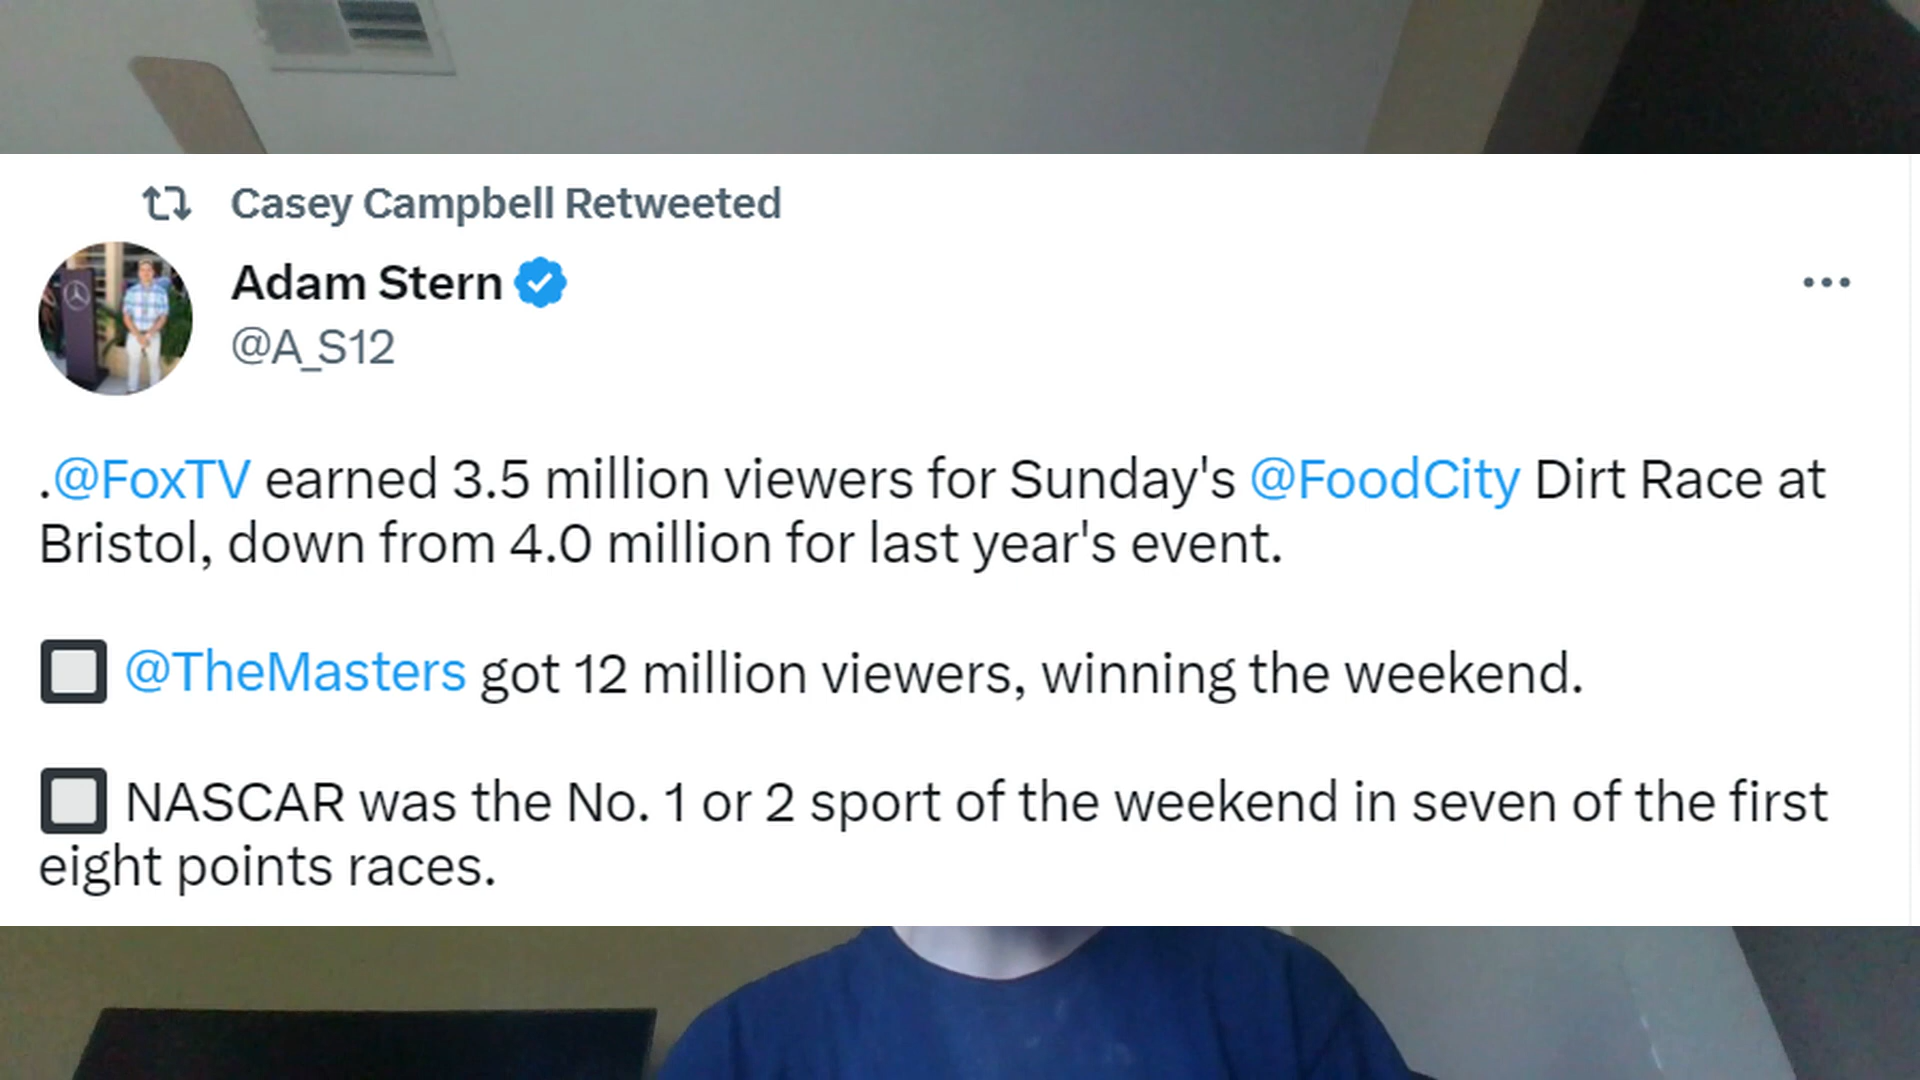 Casey Campbell Retweeted
Adam Stern
@A_S12
.@FoxTV earned 3.5 million viewers for Sunday's @FoodCity Dirt Race at
Bristol, down from 4.0 million for last year's event.
@TheMasters got 12 million viewers, winning the weekend.
NASCAR was the No. 1 or 2 sport of the weekend in seven of the first
eight points races.